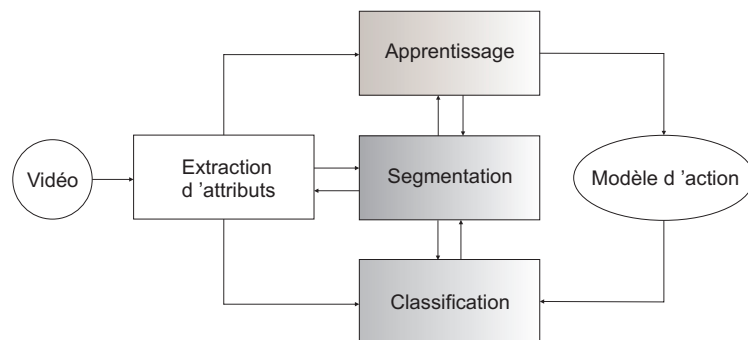 Apprentissage
Vidéo
Extraction
d 'attributs
Segmentation
Modèle d 'action
Classification